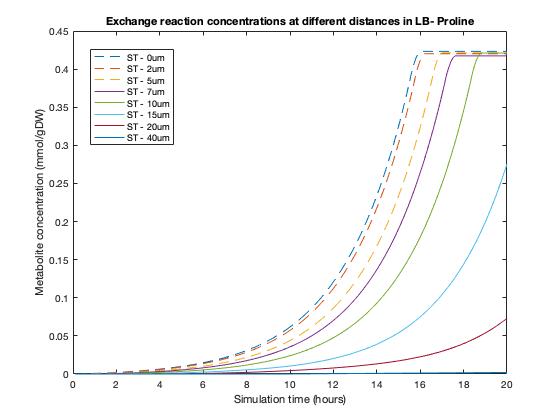 Exchange reaction concentrations at different distances in LB- Proline
0.45
0.4
0.35
0.3
0.25
0.2
0.15
0.1
0.05
0
Metabolite concentration (mmol/gDW)
ST - 0um
ST - 2um
ST - 5um
ST - 7um
ST - 10um
ST - 15um
ST - 20um
ST - 40um
0 2 4 6 8 10 12 14 16 18 20
Simulation time (hours)